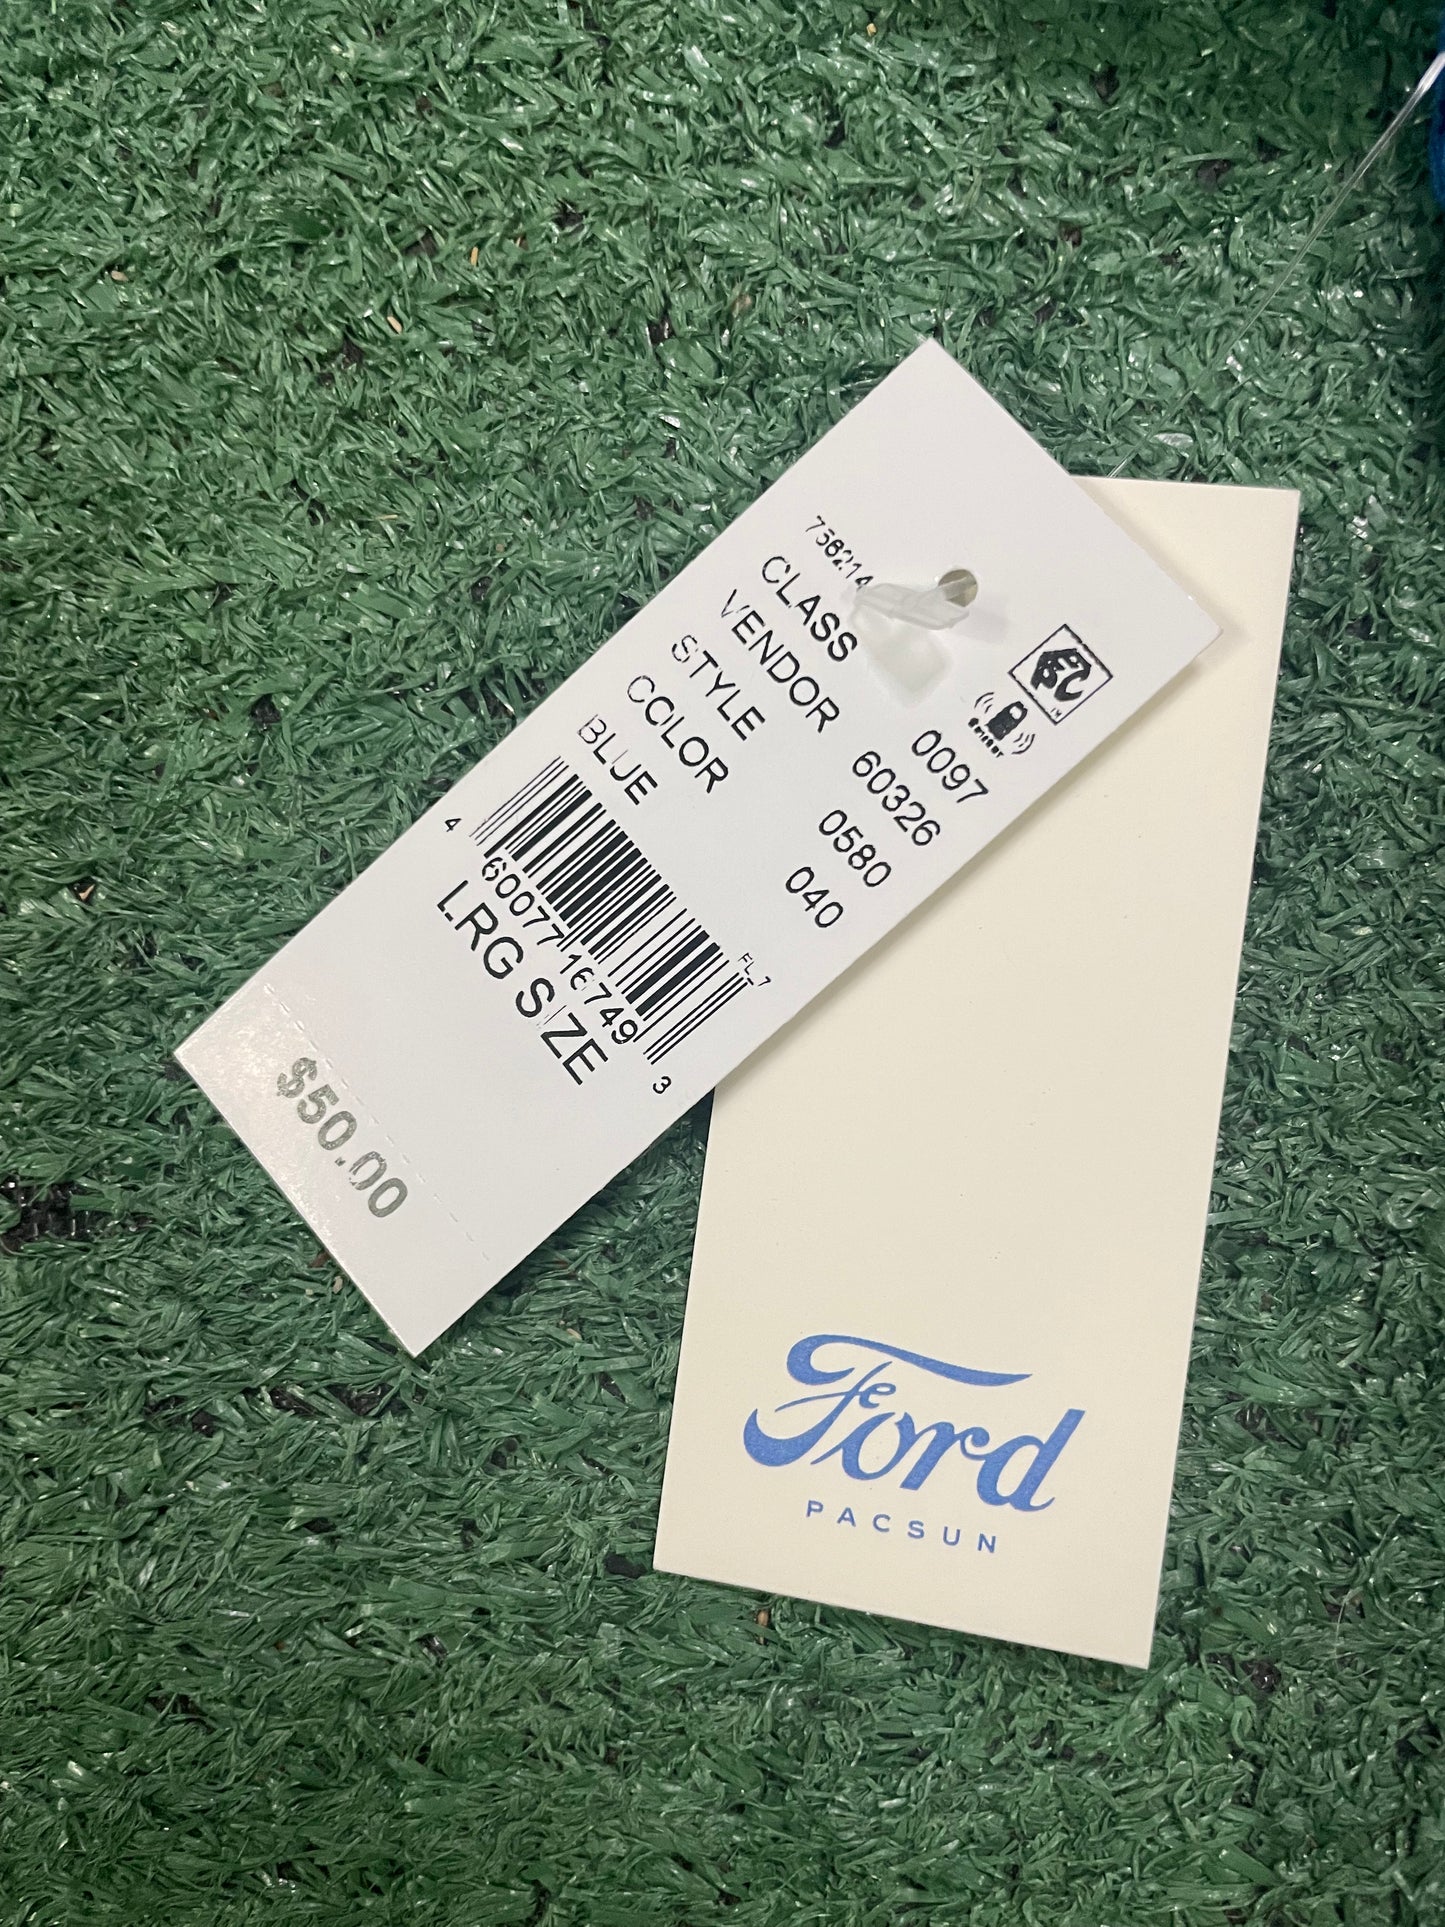 CLASS 0097
VENDOR 60326
STYLE 0580
COLOR 040
BLUE
FL_7
4 60077 16749 3
LRG SIZE
$50.00
Ford
PACSUN